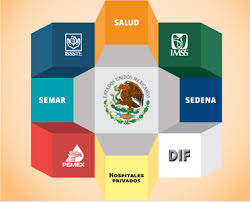 SALUD
ISSSTE
IMSS
SEMAR
ESTADOS UNIDOS MEXICANOS
SEDENA
PEMEX
HOSPITALES
PRIVADOS
DIF